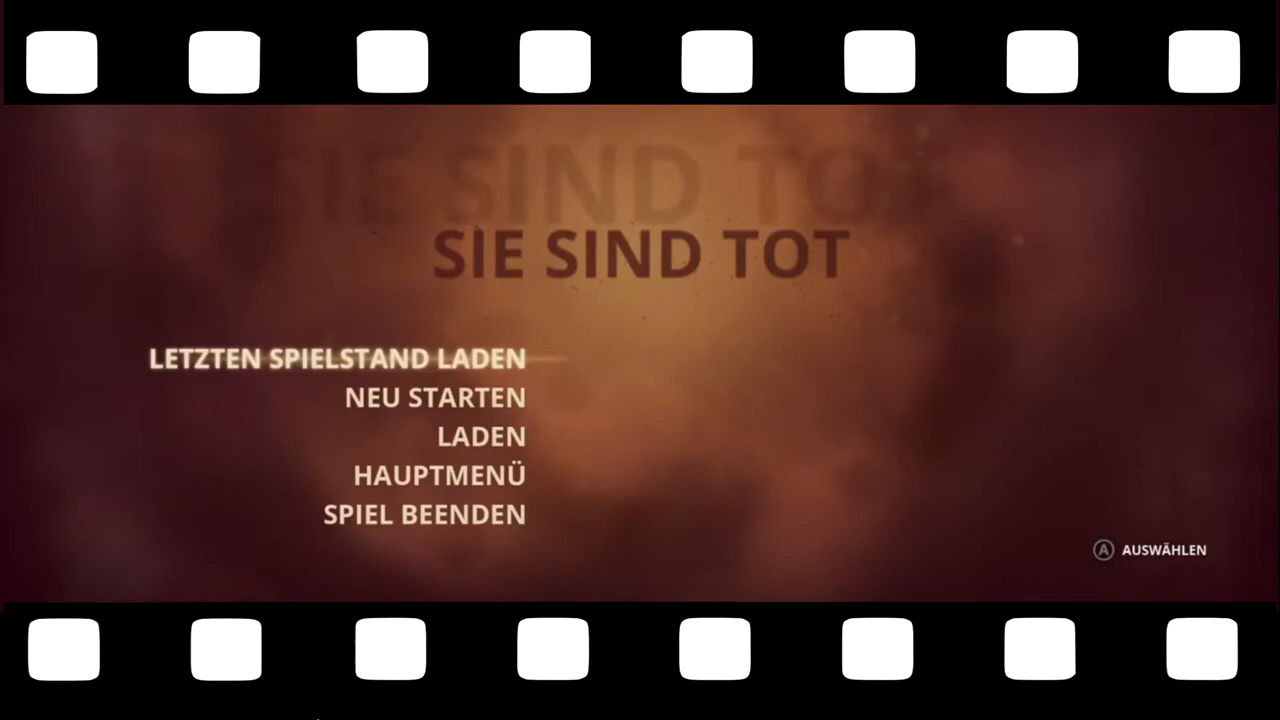 SIE SIND TOT
SIE SIND TOT
LETZTEN SPIELSTAND LADEN
NEU STARTEN
LADEN
HAUPTMENÜ
SPIEL BEENDEN
A AUSWÄHLEN